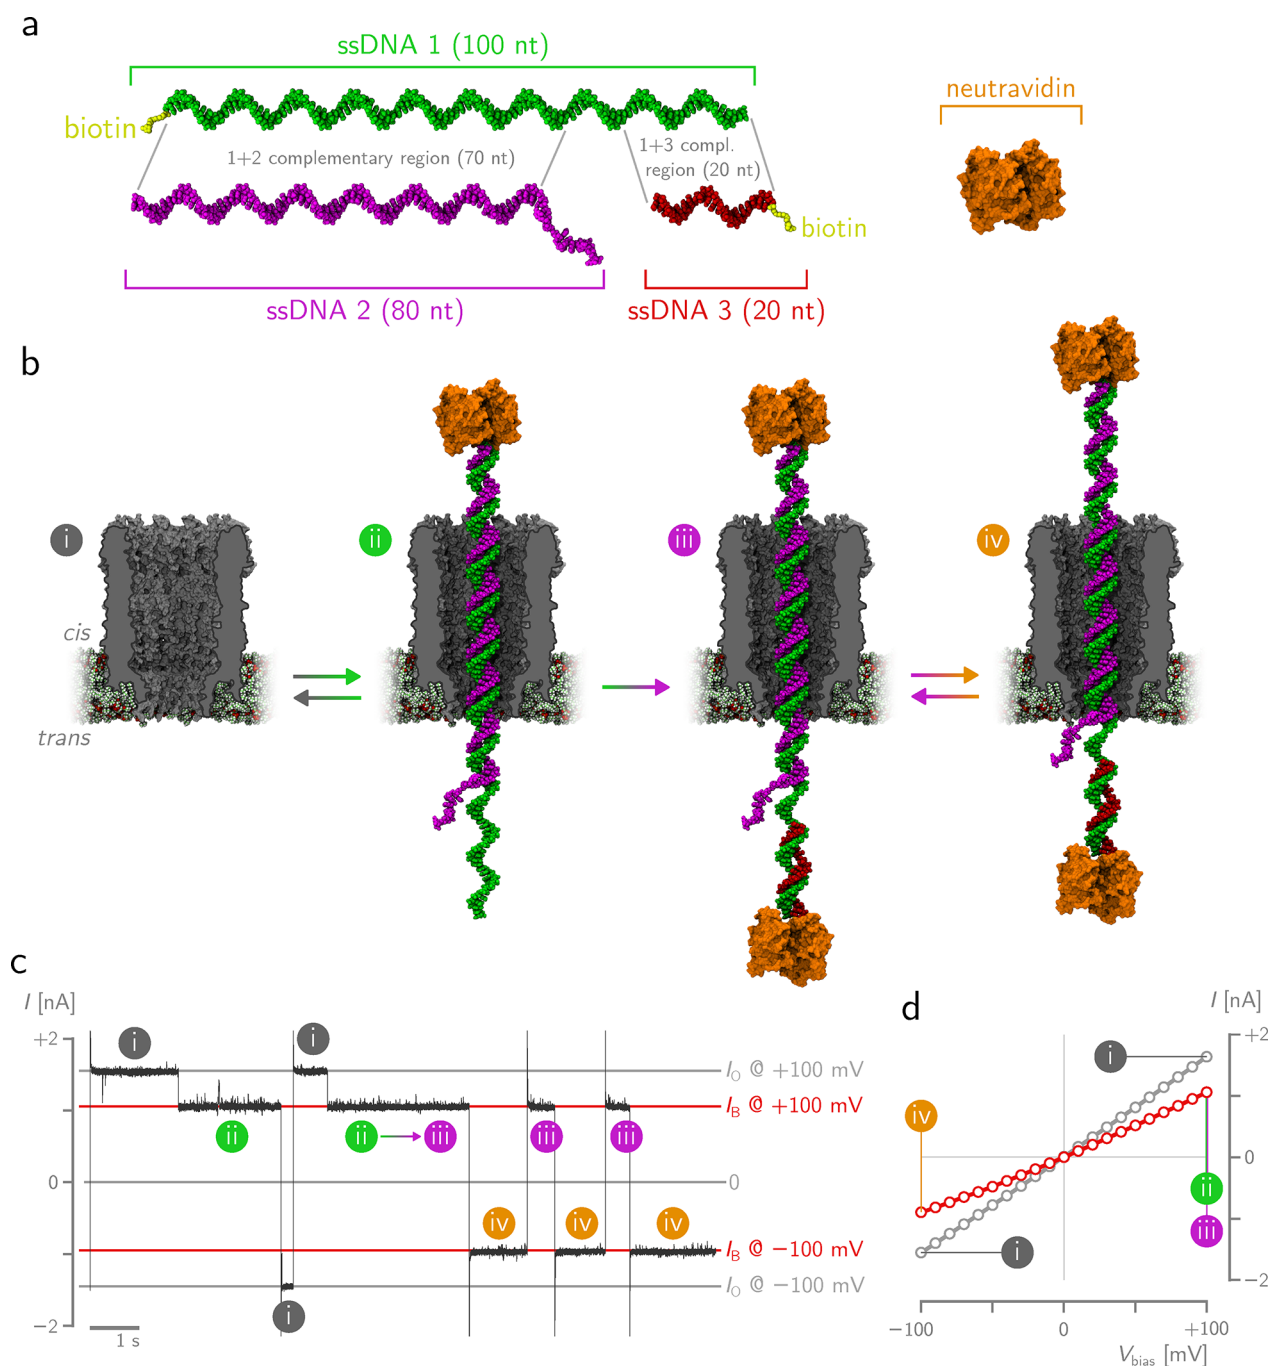 a
ssDNA 1 (100 nt)
neutravidin
biotin
1+2 complementary region (70 nt)
1+3 compl.
region (20 nt)
biotin
ssDNA 2 (80 nt)
ssDNA 3 (20 nt)
b
i
ii
iii
iv
cis
trans
c
I [nA]
+2
0
−2
i
i
ii
ii
iii
iii
iii
iv
iv
iv
i
I_O @ +100 mV
I_B @ +100 mV
0
I_B @ −100 mV
I_O @ −100 mV
1 s
d
I [nA]
+2
0
−2
i
iv
ii
iii
i
−100
0
+100
V_bias [mV]